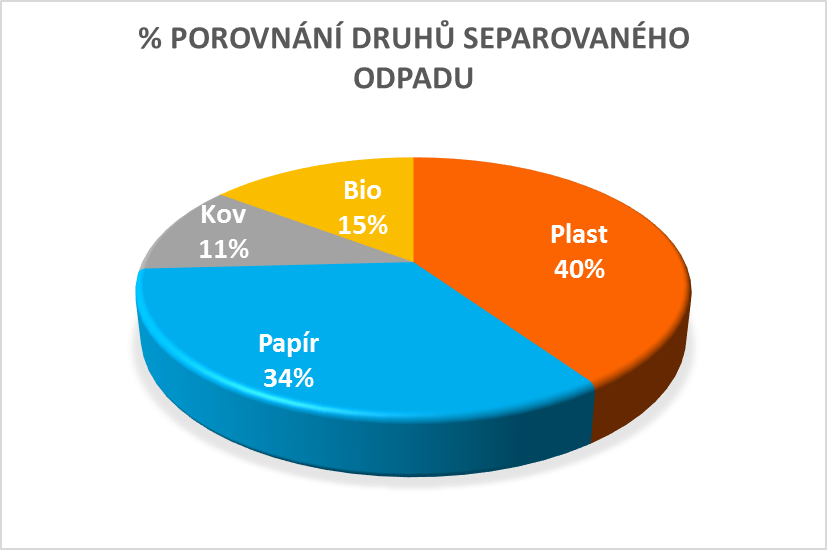 % POROVNÁNÍ DRUHŮ SEPAROVANÉHO
ODPADU
Bio
15%
Kov
11%
Plast
40%
Papír
34%